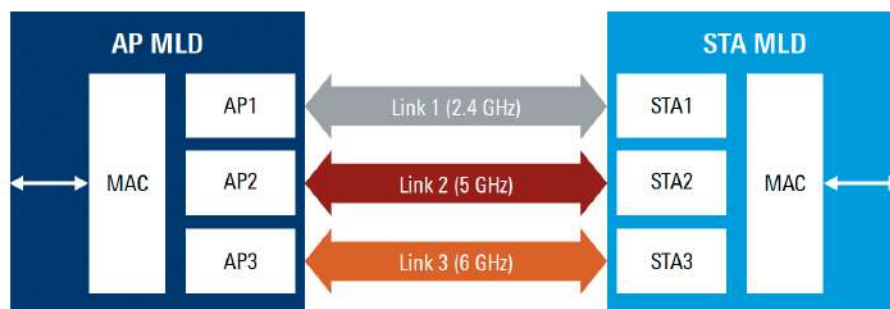 AP MLD
MAC
AP1
AP2
AP3
Link 1 (2.4 GHz)
Link 2 (5 GHz)
Link 3 (6 GHz)
STA MLD
STA1
STA2
STA3
MAC